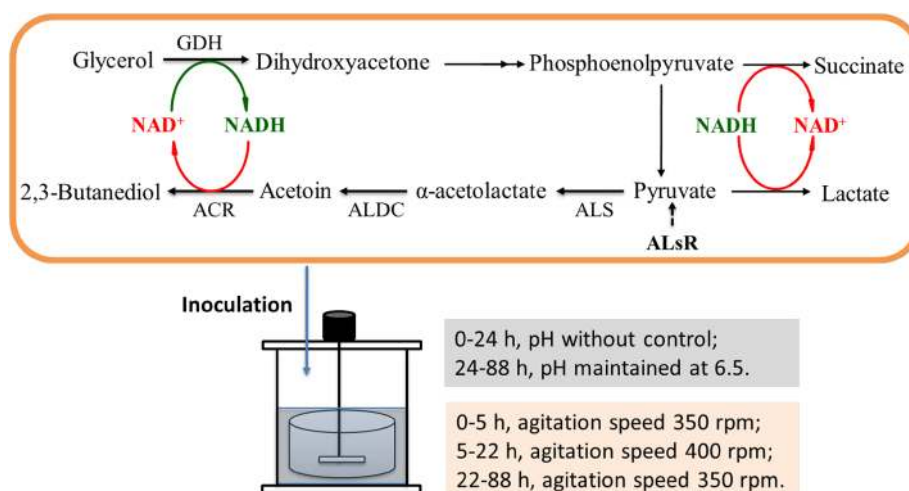 GDH
Glycerol
Dihydroxyacetone
Phosphoenolpyruvate
Succinate
NAD+
NADH
NADH
NAD+
2,3-Butanediol
Acetoin
α-acetolactate
Pyruvate
Lactate
ACR
ALDC
ALS
ALsR
Inoculation
0-24 h, pH without control;
24-88 h, pH maintained at 6.5.
0-5 h, agitation speed 350 rpm;
5-22 h, agitation speed 400 rpm;
22-88 h, agitation speed 350 rpm.